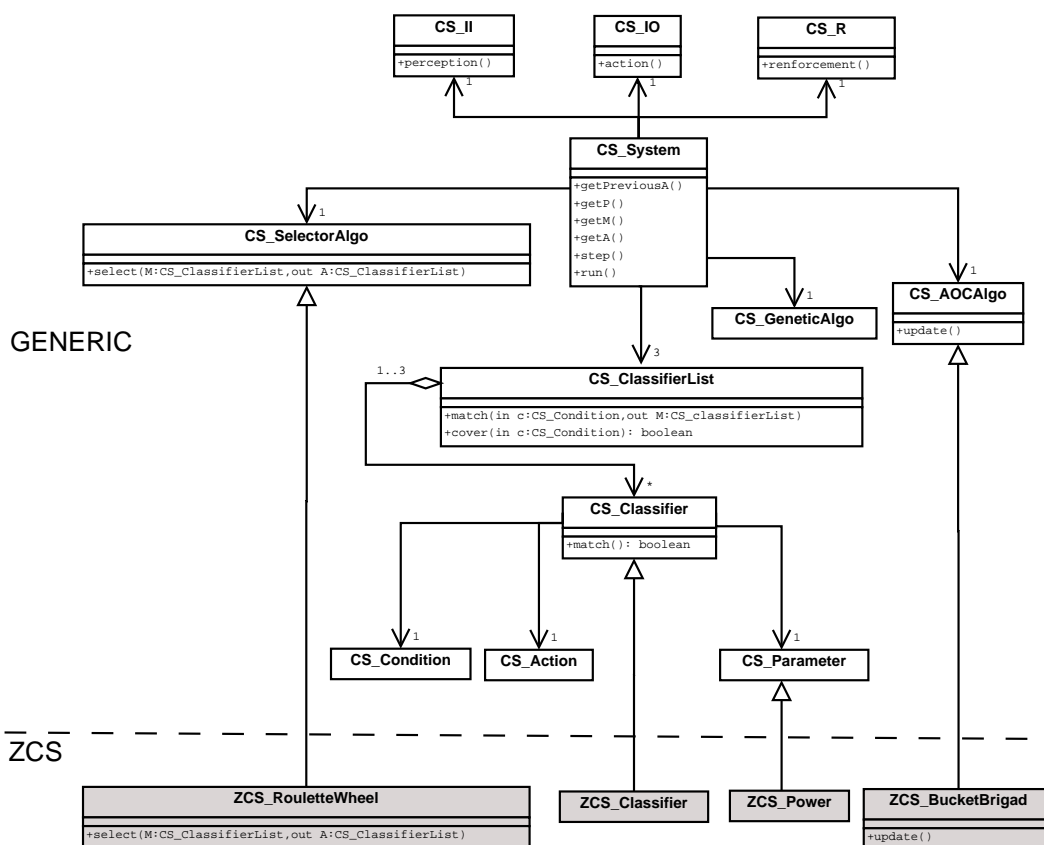 CS_II
+perception()
1
CS_IO
+action()
1
CS_R
+renforcement()
1
CS_System
+getPreviousA()
+getP()
+getM()
+getA()
+step()
+run()
1
CS_SelectorAlgo
+select(M:CS_ClassifierList,out A:CS_ClassifierList)
1
CS_GeneticAlgo
1
CS_AOCAlgo
+update()
GENERIC
3
1..3
CS_ClassifierList
+match(in c:CS_Condition,out M:CS_classifierList)
+cover(in c:CS_Condition): boolean
*
CS_Classifier
+match(): boolean
1
CS_Condition
1
CS_Action
1
CS_Parameter
ZCS
ZCS_RouletteWheel
+select(M:CS_ClassifierList,out A:CS_ClassifierList)
ZCS_Classifier
ZCS_Power
ZCS_BucketBrigad
+update()